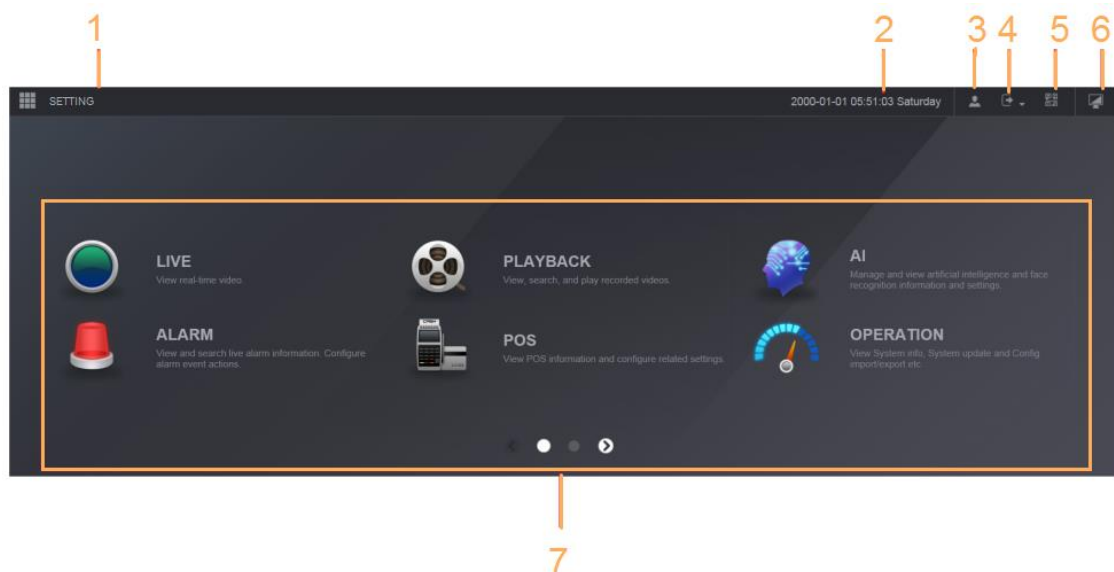 1
2
3
4
5
6
SETTING
2000-01-01 05:51:03 Saturday
LIVE
View real-time video.
PLAYBACK
View, search, and play recorded videos.
AI
Manage and view artificial intelligence and face
recognition information and settings.
ALARM
View and search live alarm information. Configure
alarm event actions.
POS
View POS information and configure related settings.
OPERATION
View System info, System update and Config
import/export etc
7